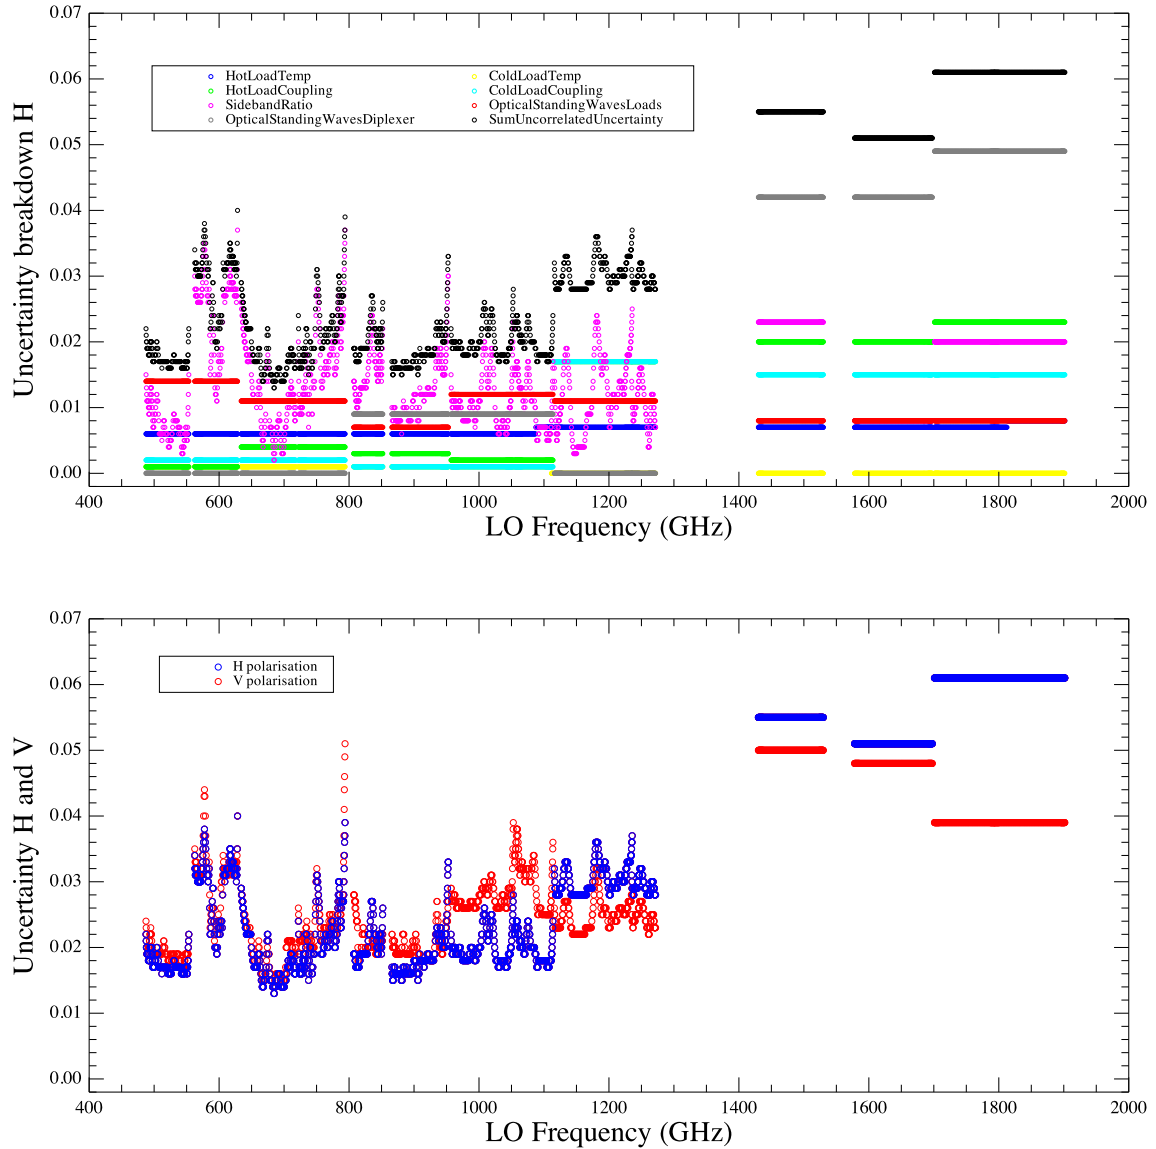 Uncertainty breakdown H
0.07
0.06
0.05
0.04
0.03
0.02
0.01
0.00
HotLoadTemp ColdLoadTemp
HotLoadCoupling ColdLoadCoupling
SidebandRatio OpticalStandingWavesLoads
OpticalStandingWavesDiplexer SumUncorrelatedUncertainty
400 600 800 1000 1200 1400 1600 1800 2000
LO Frequency (GHz)
Uncertainty H and V
0.07
0.06
0.05
0.04
0.03
0.02
0.01
0.00
H polarisation
V polarisation
400 600 800 1000 1200 1400 1600 1800 2000
LO Frequency (GHz)